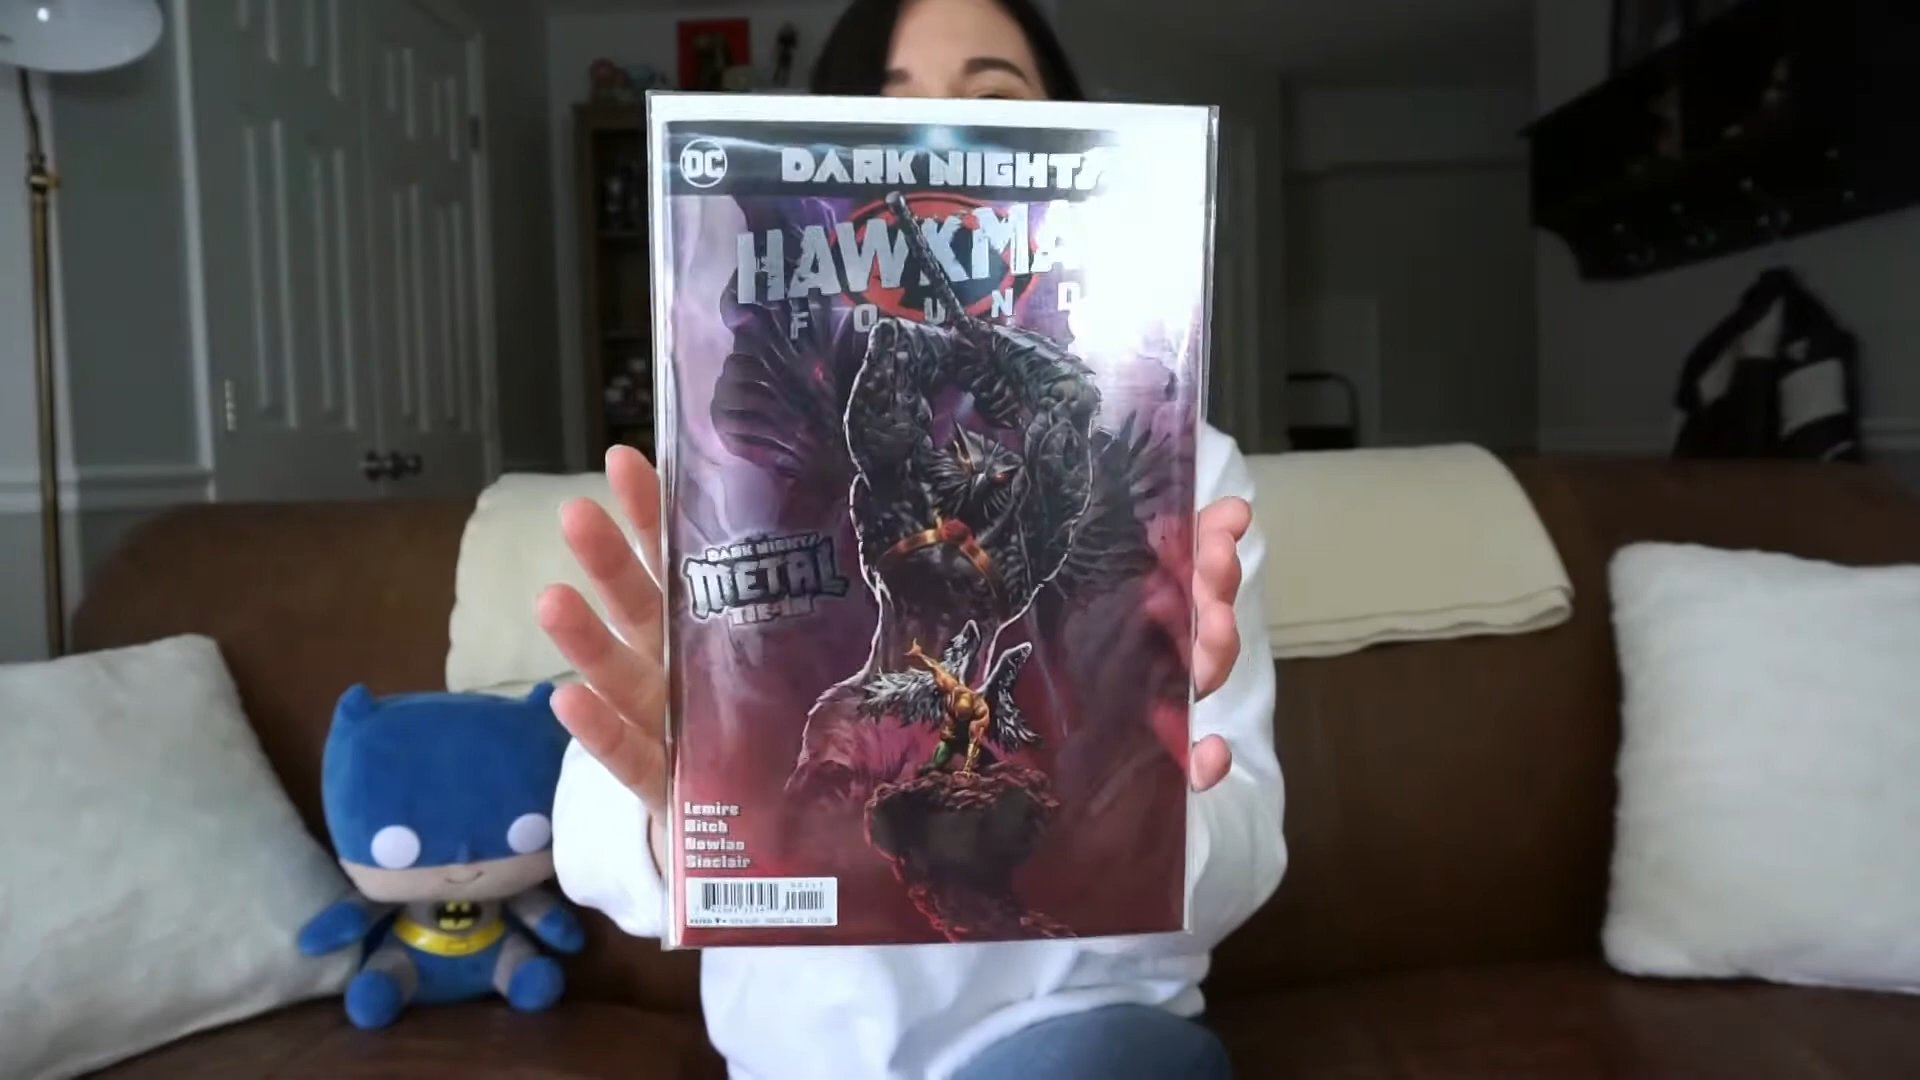 DC
DARK NIGHTS
HAWKMA
FOUND
DARK NIGHTS
METAL
TIE-IN
Lemire
Hitch
Nowlan
Sinclair